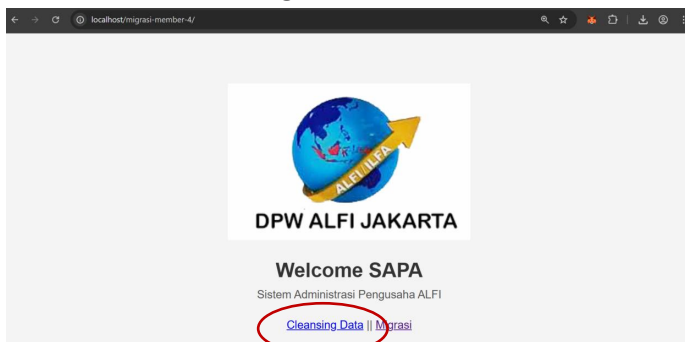 localhost/migrasi-member-4/
ALFI/ILFA
DPW ALFI JAKARTA
Welcome SAPA
Sistem Administrasi Pengusaha ALFI
Cleansing Data || Migrasi